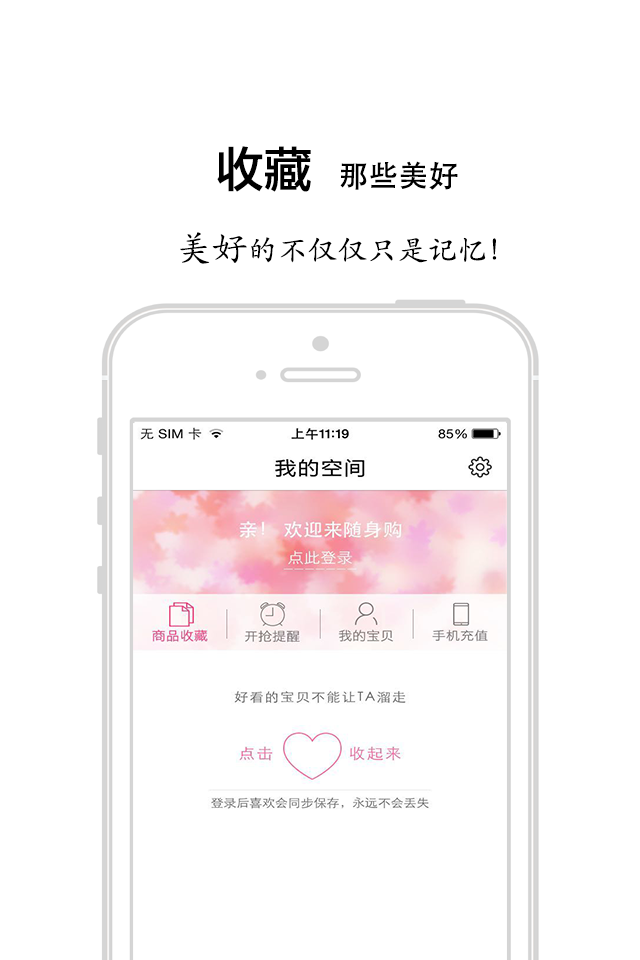 收藏 那些美好
美好的不仅仅只是记忆!
无 SIM 卡 上午11:19 85%
我的空间
亲! 欢迎来随身购
点此登录
商品收藏 开抢提醒 我的宝贝 手机充值
好看的宝贝不能让TA溜走
点击 收起来
登录后喜欢会同步保存，永远不会丢失